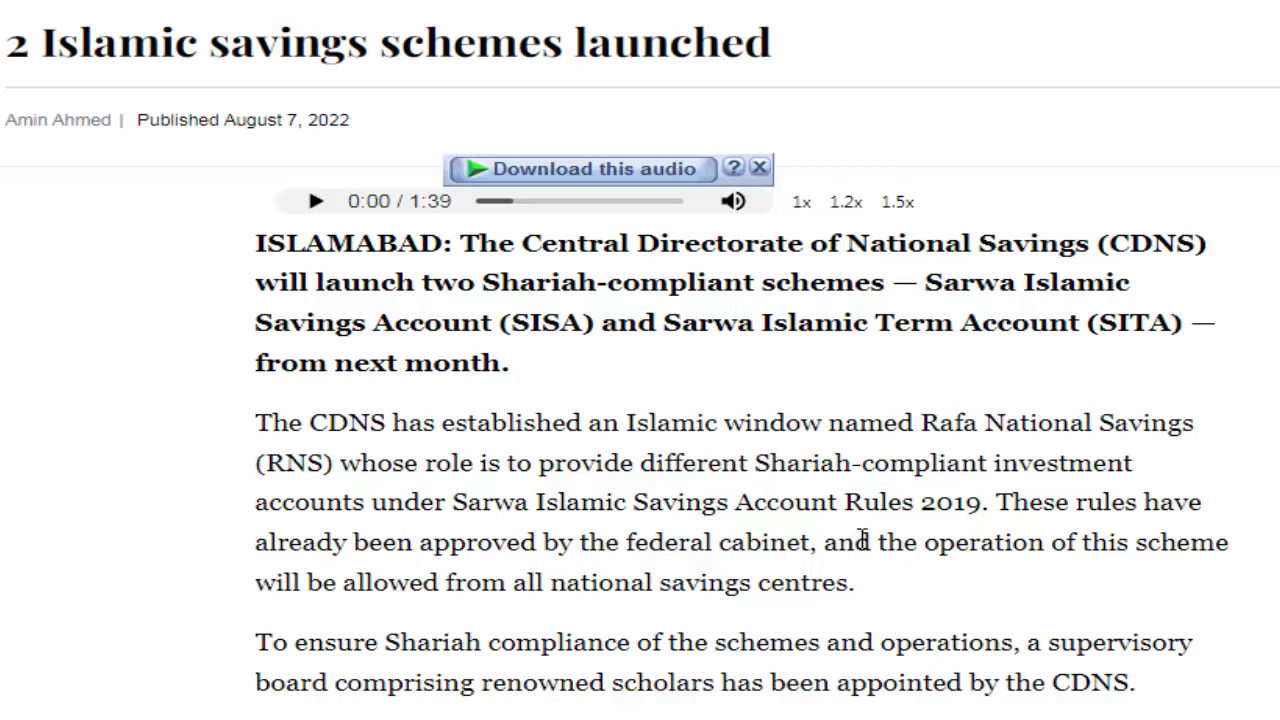 2 Islamic savings schemes launched
Amin Ahmed | Published August 7, 2022
Download this audio ? X
0:00 / 1:39 1x 1.2x 1.5x
ISLAMABAD: The Central Directorate of National Savings (CDNS)
will launch two Shariah-compliant schemes — Sarwa Islamic
Savings Account (SISA) and Sarwa Islamic Term Account (SITA) —
from next month.
The CDNS has established an Islamic window named Rafa National Savings
(RNS) whose role is to provide different Shariah-compliant investment
accounts under Sarwa Islamic Savings Account Rules 2019. These rules have
already been approved by the federal cabinet, and the operation of this scheme
will be allowed from all national savings centres.
To ensure Shariah compliance of the schemes and operations, a supervisory
board comprising renowned scholars has been appointed by the CDNS.